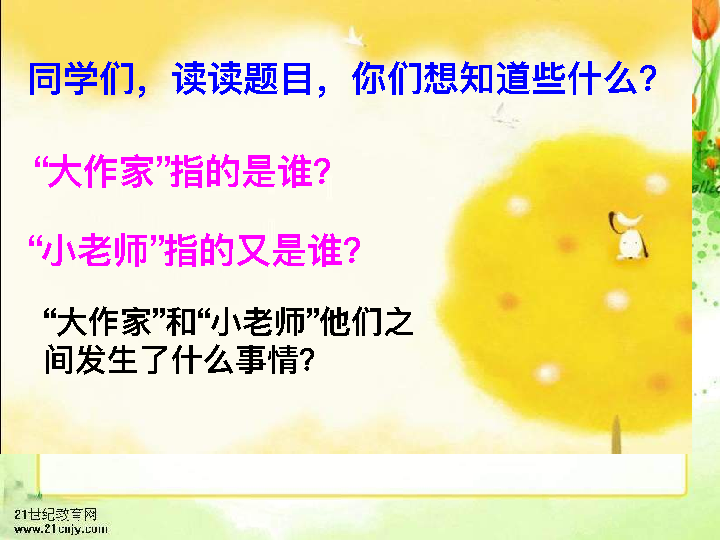 同学们，读读题目，你们想知道些什么？
“大作家”指的是谁？
“小老师”指的又是谁？
“大作家”和“小老师”他们之
间发生了什么事情？
21世纪教育网
www.21cnjy.com